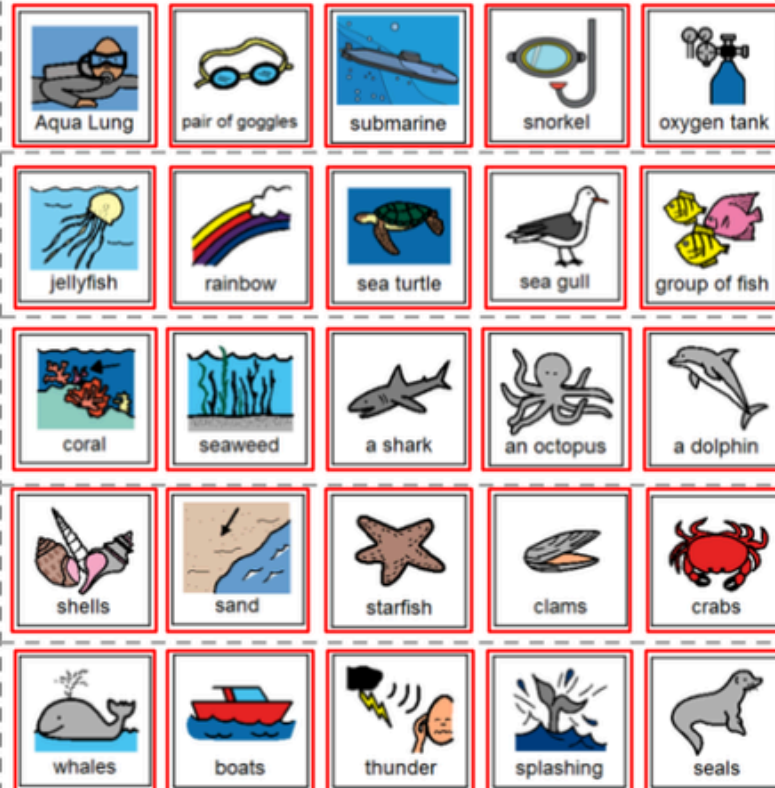 Aqua Lung
pair of goggles
submarine
snorkel
oxygen tank
jellyfish
rainbow
sea turtle
sea gull
group of fish
coral
seaweed
a shark
an octopus
a dolphin
shells
sand
starfish
clams
crabs
whales
boats
thunder
splashing
seals